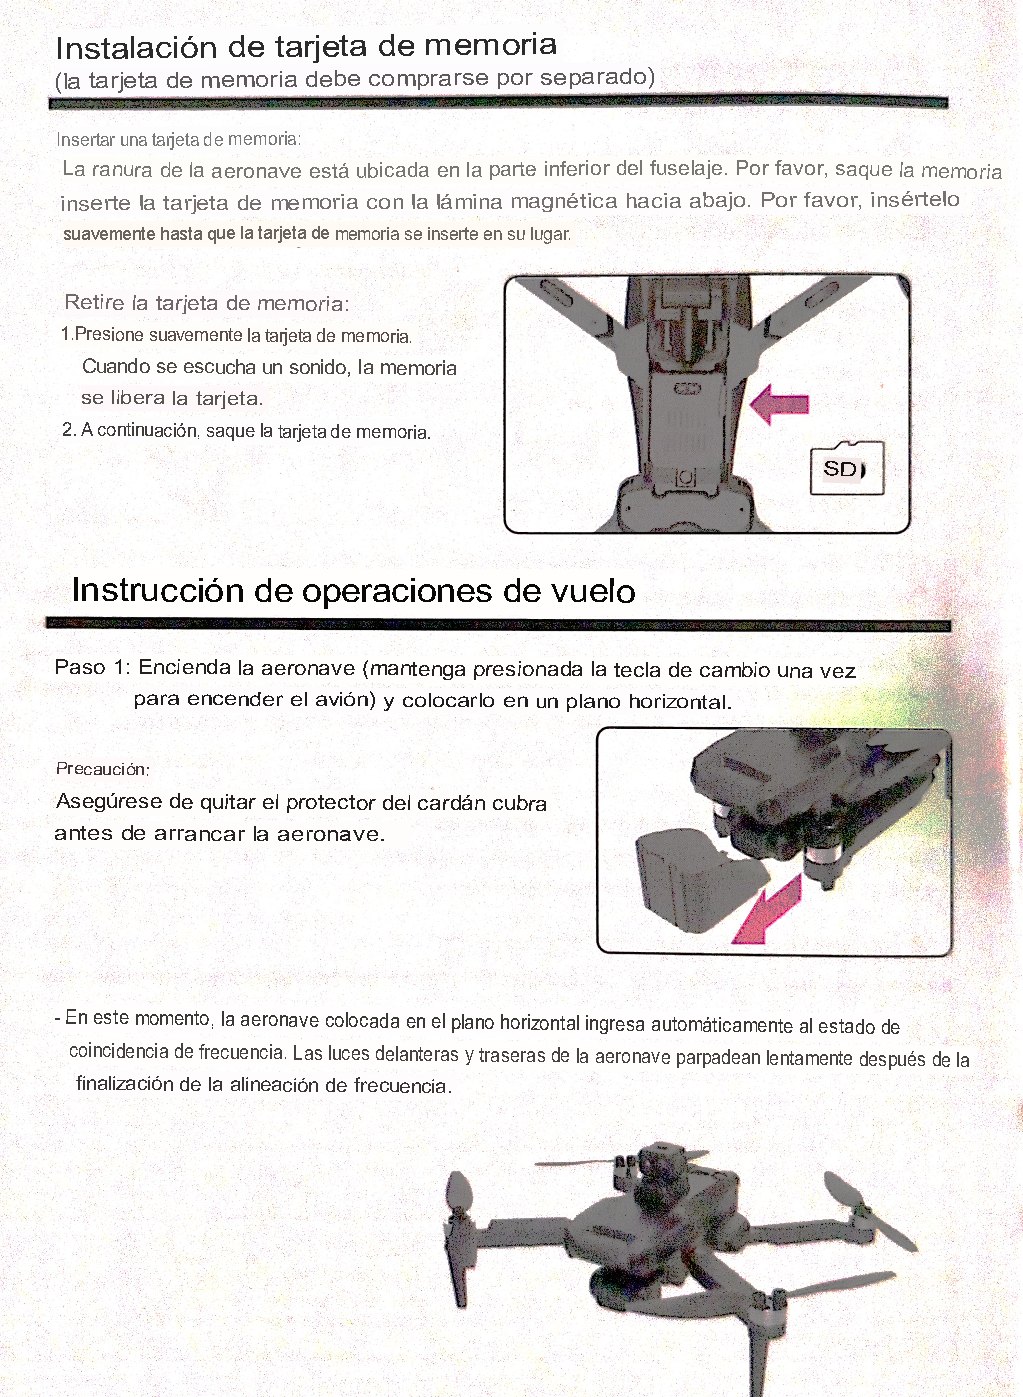 Instalación de tarjeta de memoria
(la tarjeta de memoria debe comprarse por separado)
Insertar una tarjeta de memoria:
La ranura de la aeronave está ubicada en la parte inferior del fuselaje. Por favor, saque la memoria
inserte la tarjeta de memoria con la lámina magnética hacia abajo. Por favor, insértelo
suavemente hasta que la tarjeta de memoria se inserte en su lugar.
Retire la tarjeta de memoria:
1.Presione suavemente la tarjeta de memoria.
Cuando se escucha un sonido, la memoria
se libera la tarjeta.
2. A continuación, saque la tarjeta de memoria.
SD
Instrucción de operaciones de vuelo
Paso 1: Encienda la aeronave (mantenga presionada la tecla de cambio una vez
para encender el avión) y colocarlo en un plano horizontal.
Precaución:
Asegúrese de quitar el protector del cardán cubra
antes de arrancar la aeronave.
- En este momento, la aeronave colocada en el plano horizontal ingresa automáticamente al estado de
coincidencia de frecuencia. Las luces delanteras y traseras de la aeronave parpadean lentamente después de la
finalización de la alineación de frecuencia.